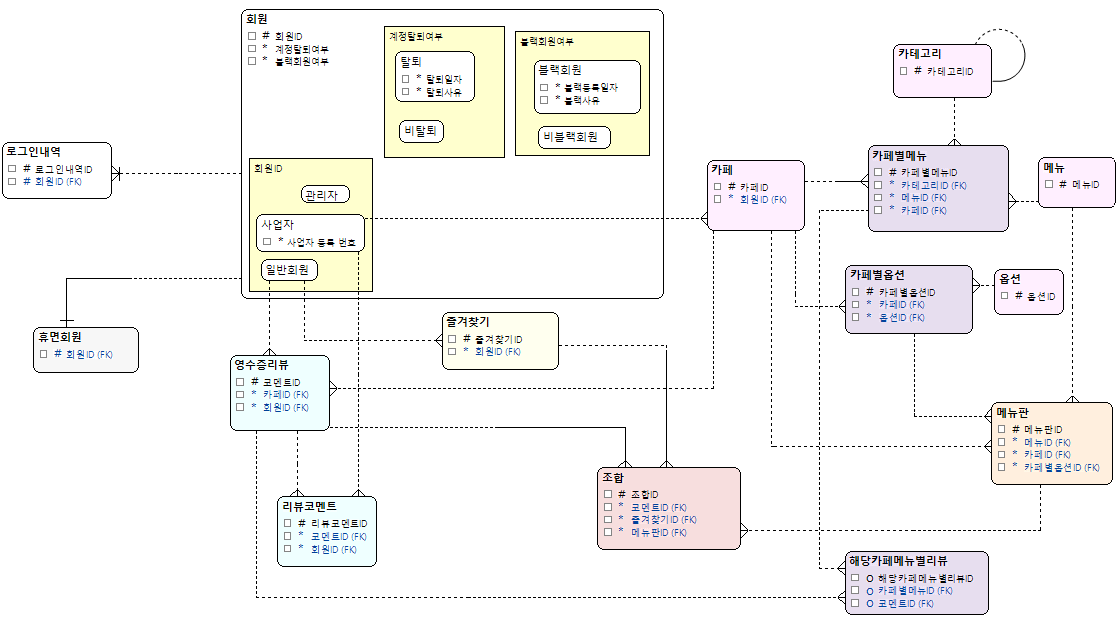 회원
# 회원ID
* 계정탈퇴여부
* 블랙회원여부
계정탈퇴여부
탈퇴
* 탈퇴일자
* 탈퇴사유
비탈퇴
블랙회원여부
블랙회원
* 블랙등록일자
* 블랙사유
비블랙회원
회원ID
관리자
사업자
* 사업자 등록 번호
일반회원
로그인내역
# 로그인내역ID
# 회원ID (FK)
휴면회원
# 회원ID (FK)
카테고리
# 카테고리ID
카페
# 카페ID
* 회원ID (FK)
카페별메뉴
# 카페별메뉴ID
* 카테고리ID (FK)
* 메뉴ID (FK)
* 카페ID (FK)
메뉴
# 메뉴ID
카페별옵션
# 카페별옵션ID
* 카페ID (FK)
* 옵션ID (FK)
옵션
# 옵션ID
즐겨찾기
# 즐겨찾기ID
* 회원ID (FK)
영수증리뷰
# 코멘트ID
* 카페ID (FK)
* 회원ID (FK)
메뉴판
# 메뉴판ID
* 메뉴ID (FK)
* 카페ID (FK)
* 카페별옵션ID (FK)
조합
# 조합ID
* 코멘트ID (FK)
* 즐겨찾기ID (FK)
* 메뉴판ID (FK)
리뷰코멘트
# 리뷰코멘트ID
* 코멘트ID (FK)
* 회원ID (FK)
해당카페메뉴별리뷰
O 해당카페메뉴별리뷰ID
O 카페별메뉴ID (FK)
O 코멘트ID (FK)